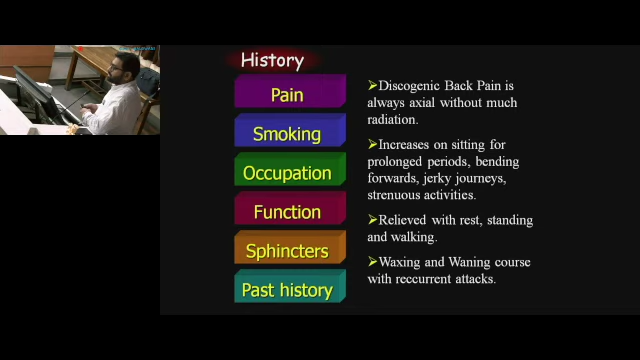 History
Pain
Smoking
Occupation
Function
Sphincters
Past history
➢Discogenic Back Pain is
always axial without much
radiation.
➢Increases on sitting for
prolonged periods, bending
forwards, jerky journeys,
strenuous activities.
➢Relieved with rest, standing
and walking.
➢Waxing and Waning course
with reccurrent attacks.